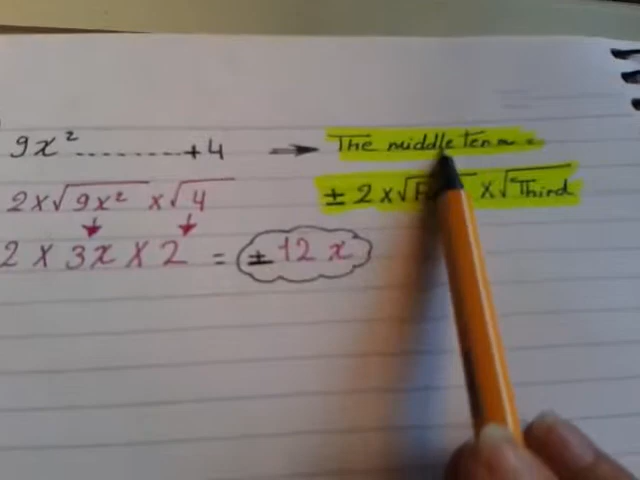 9x² ......... +4 → The middle Term =
2 x √9x² x √4 ± 2 x √F x √Third
2 x 3x x 2 = ± 12 x